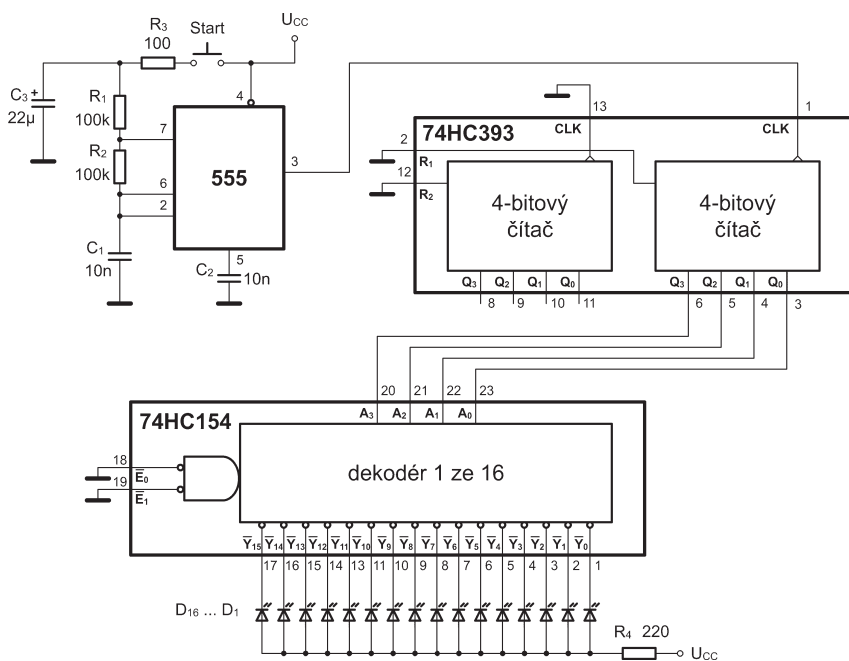 R3
100
Start
UCC
C3 +
22µ
R1
100k
R2
100k
4
7
6
2
555
3
5
C1
10n
C2
10n
13
1
CLK
CLK
74HC393
2
R1
12
R2
4-bitový
čítač
4-bitový
čítač
Q3 Q2 Q1 Q0
8 9 10 11
Q3 Q2 Q1 Q0
6 5 4 3
20 21 22 23
A3 A2 A1 A0
74HC154
18
E0
19
E1
dekodér 1 ze 16
Y15 Y14 Y13 Y12 Y11 Y10 Y9 Y8 Y7 Y6 Y5 Y4 Y3 Y2 Y1 Y0
17 16 15 14 13 11 10 9 8 7 6 5 4 3 2 1
D16 ... D1
R4 220
UCC